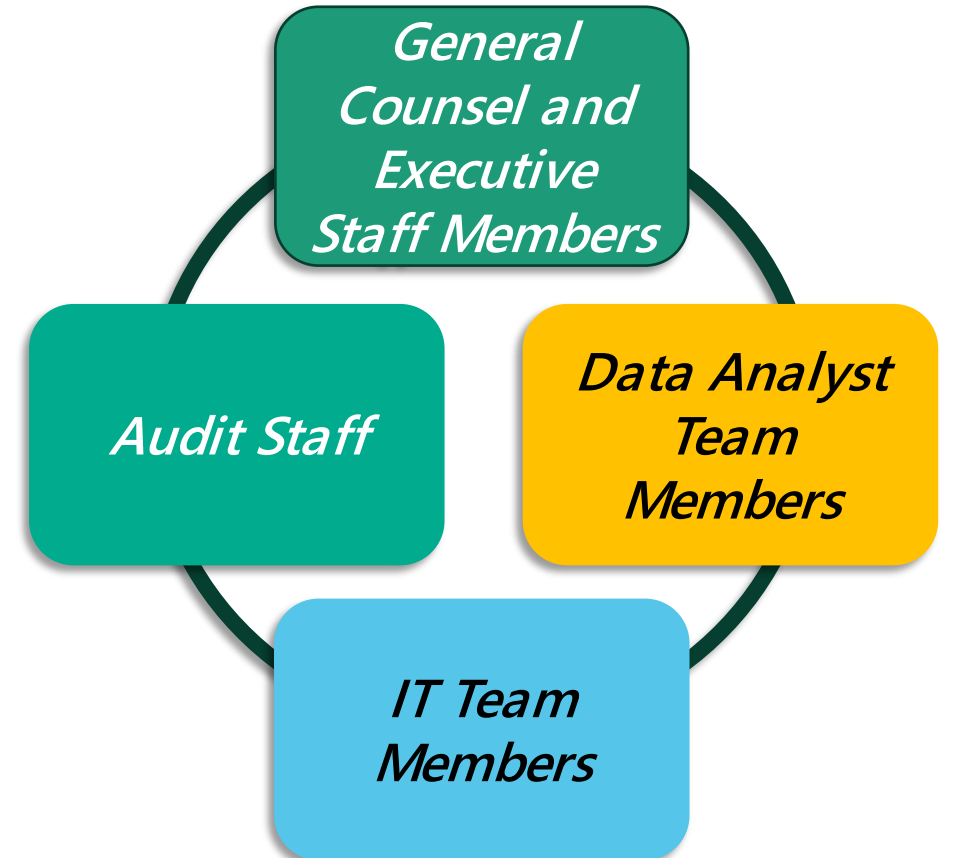 General
Counsel and
Executive
Staff Members
Audit Staff
Data Analyst
Team
Members
IT Team
Members